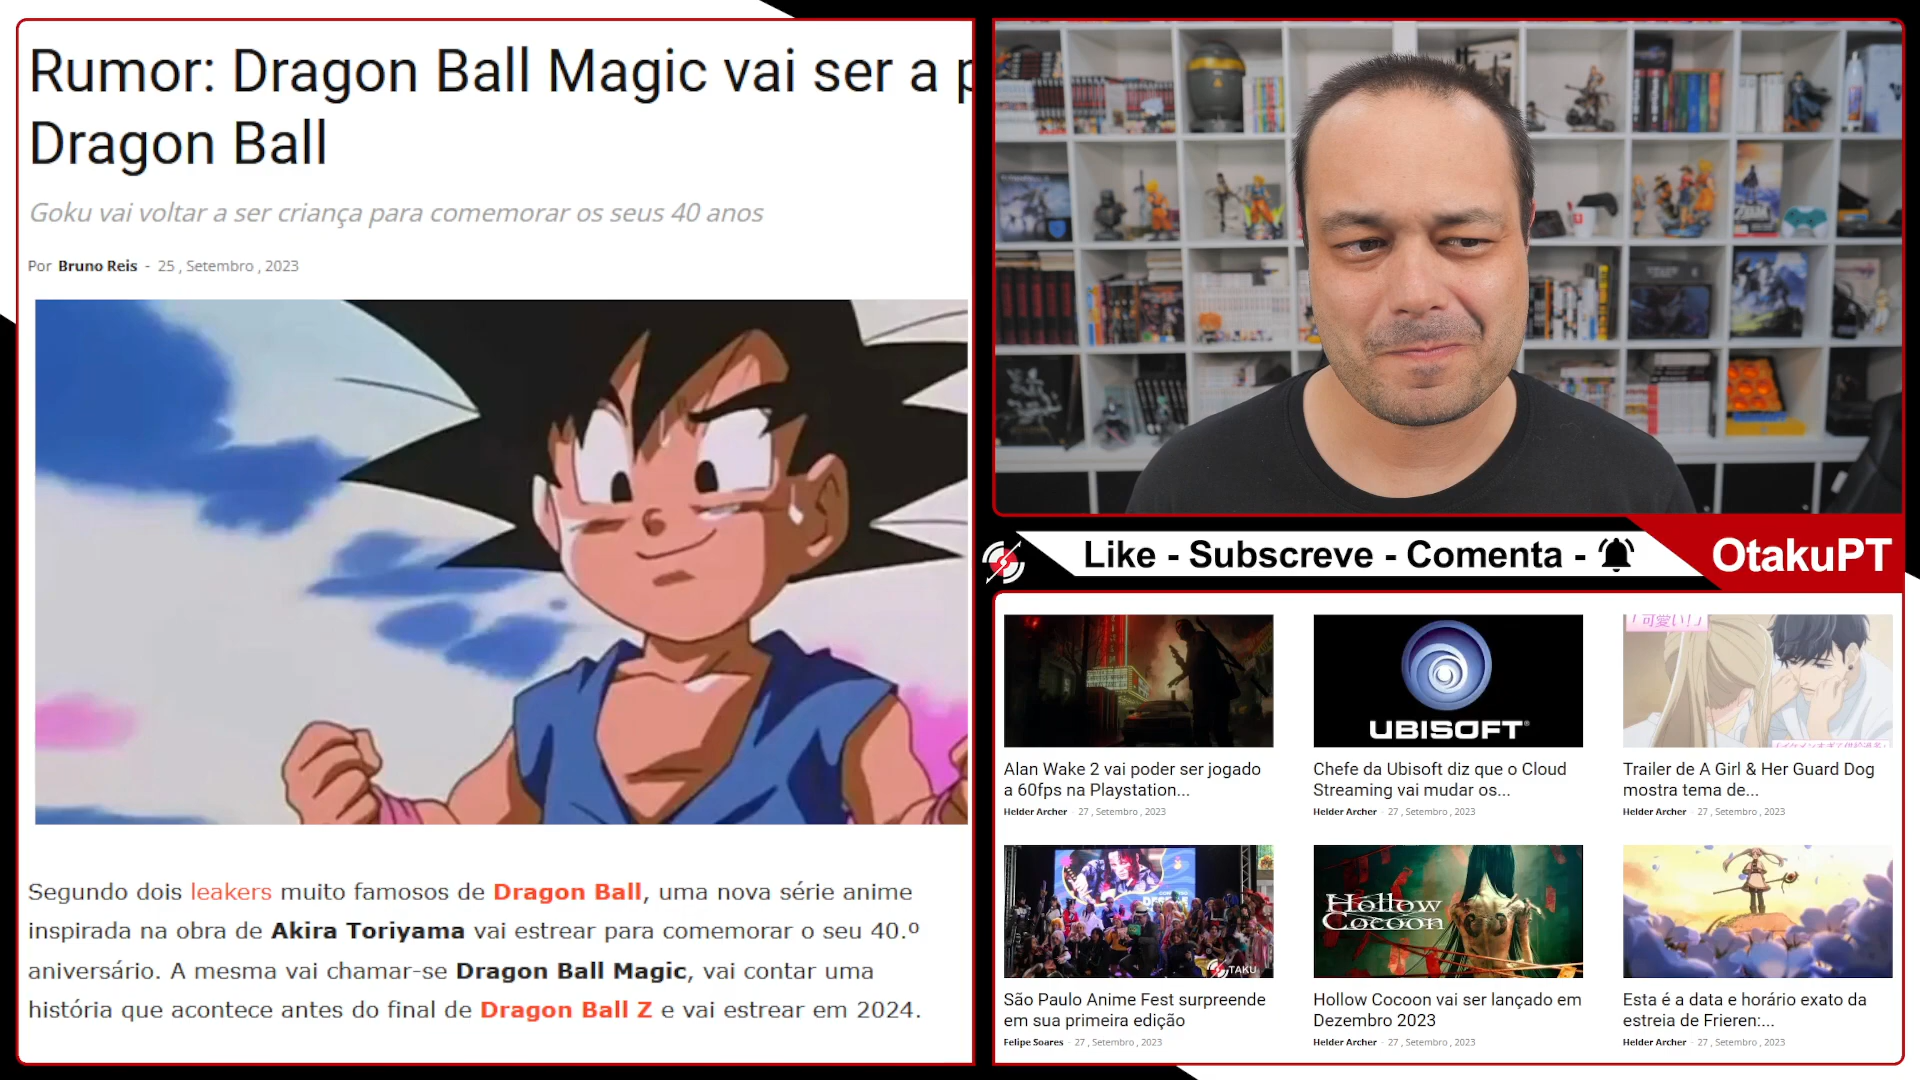 Rumor: Dragon Ball Magic vai ser a p
Dragon Ball
Goku vai voltar a ser criança para comemorar os seus 40 anos
Por Bruno Reis - 25 , Setembro , 2023
Segundo dois leakers muito famosos de Dragon Ball, uma nova série anime
inspirada na obra de Akira Toriyama vai estrear para comemorar o seu 40.º
aniversário. A mesma vai chamar-se Dragon Ball Magic, vai contar uma
história que acontece antes do final de Dragon Ball Z e vai estrear em 2024.
Like - Subscreve - Comenta -
OtakuPT
UBISOFT
「可愛い!」
Alan Wake 2 vai poder ser jogado
a 60fps na Playstation...
Helder Archer - 27 , Setembro , 2023
Chefe da Ubisoft diz que o Cloud
Streaming vai mudar os...
Helder Archer - 27 , Setembro , 2023
Trailer de A Girl & Her Guard Dog
mostra tema de...
Helder Archer - 27 , Setembro , 2023
TAKU
Hollow
Cocoon
São Paulo Anime Fest surpreende
em sua primeira edição
Felipe Soares - 27 , Setembro , 2023
Hollow Cocoon vai ser lançado em
Dezembro 2023
Helder Archer - 27 , Setembro , 2023
Esta é a data e horário exato da
estreia de Frieren:...
Helder Archer - 27 , Setembro , 2023